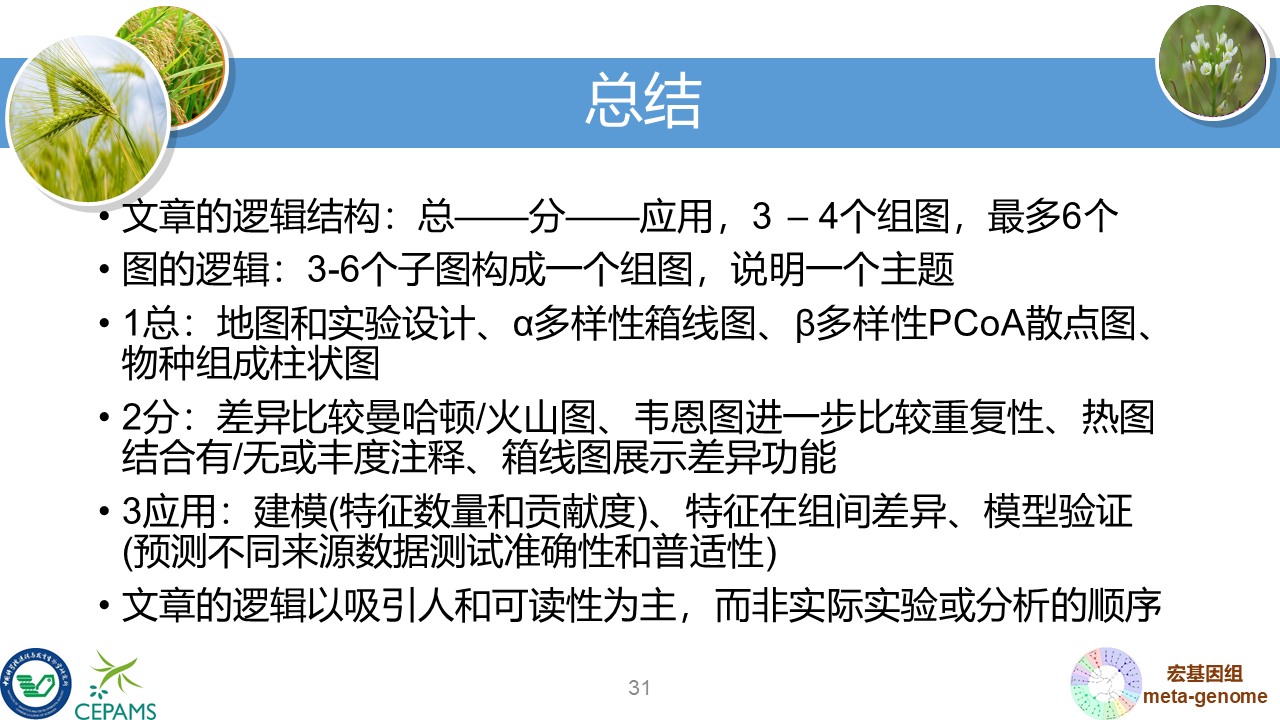 总结
• 文章的逻辑结构：总——分——应用，3 – 4个组图，最多6个
• 图的逻辑：3-6个子图构成一个组图，说明一个主题
• 1总：地图和实验设计、α多样性箱线图、β多样性PCoA散点图、
物种组成柱状图
• 2分：差异比较曼哈顿/火山图、韦恩图进一步比较重复性、热图
结合有/无或丰度注释、箱线图展示差异功能
• 3应用：建模(特征数量和贡献度)、特征在组间差异、模型验证
(预测不同来源数据测试准确性和普适性)
• 文章的逻辑以吸引人和可读性为主，而非实际实验或分析的顺序
CEPAMS
31
宏基因组
meta-genome